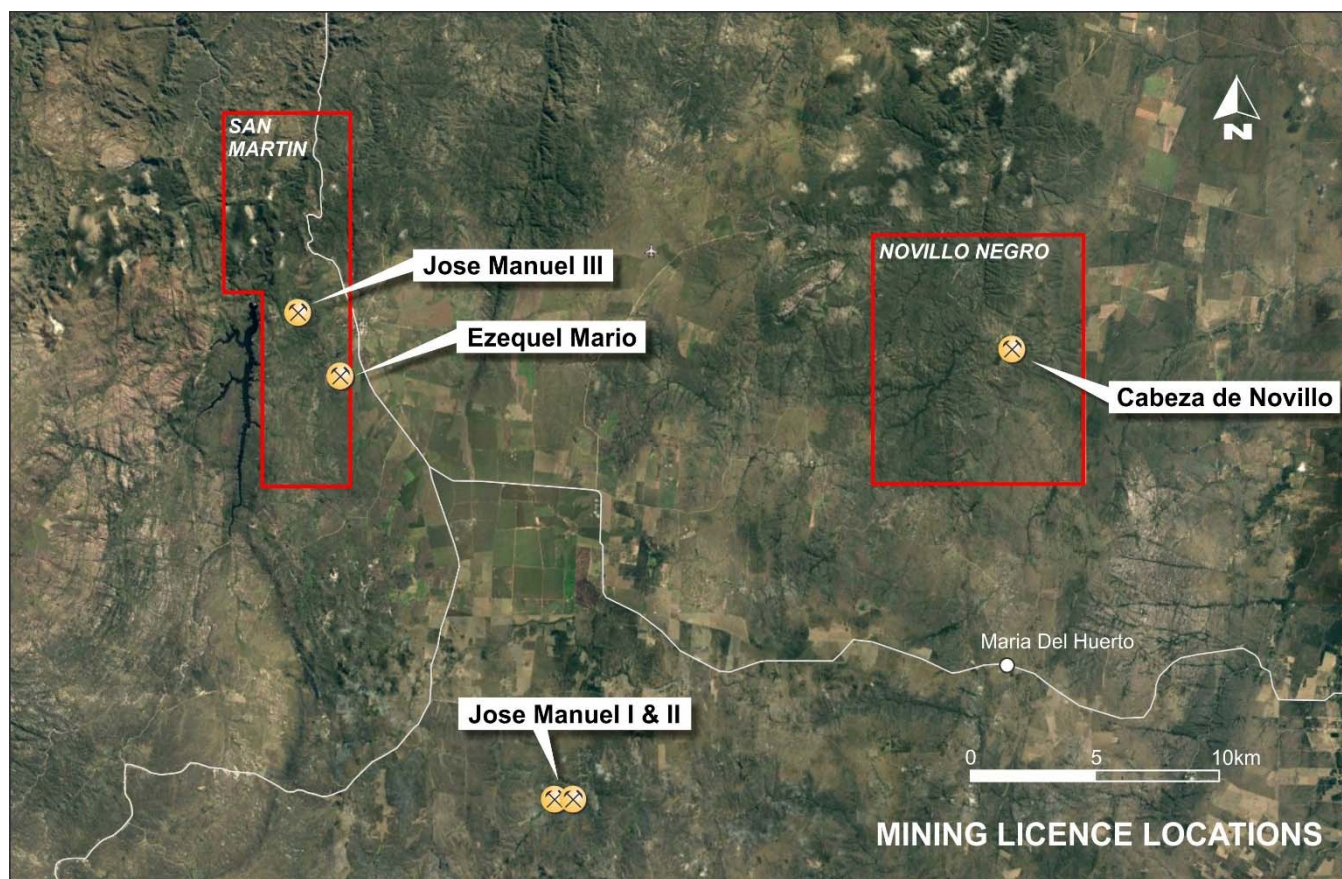 SAN
MARTIN
N
NOVILLO NEGRO
Jose Manuel III
Ezequel Mario
Cabeza de Novillo
Maria Del Huerto
Jose Manuel I & II
0 5 10km
MINING LICENCE LOCATIONS